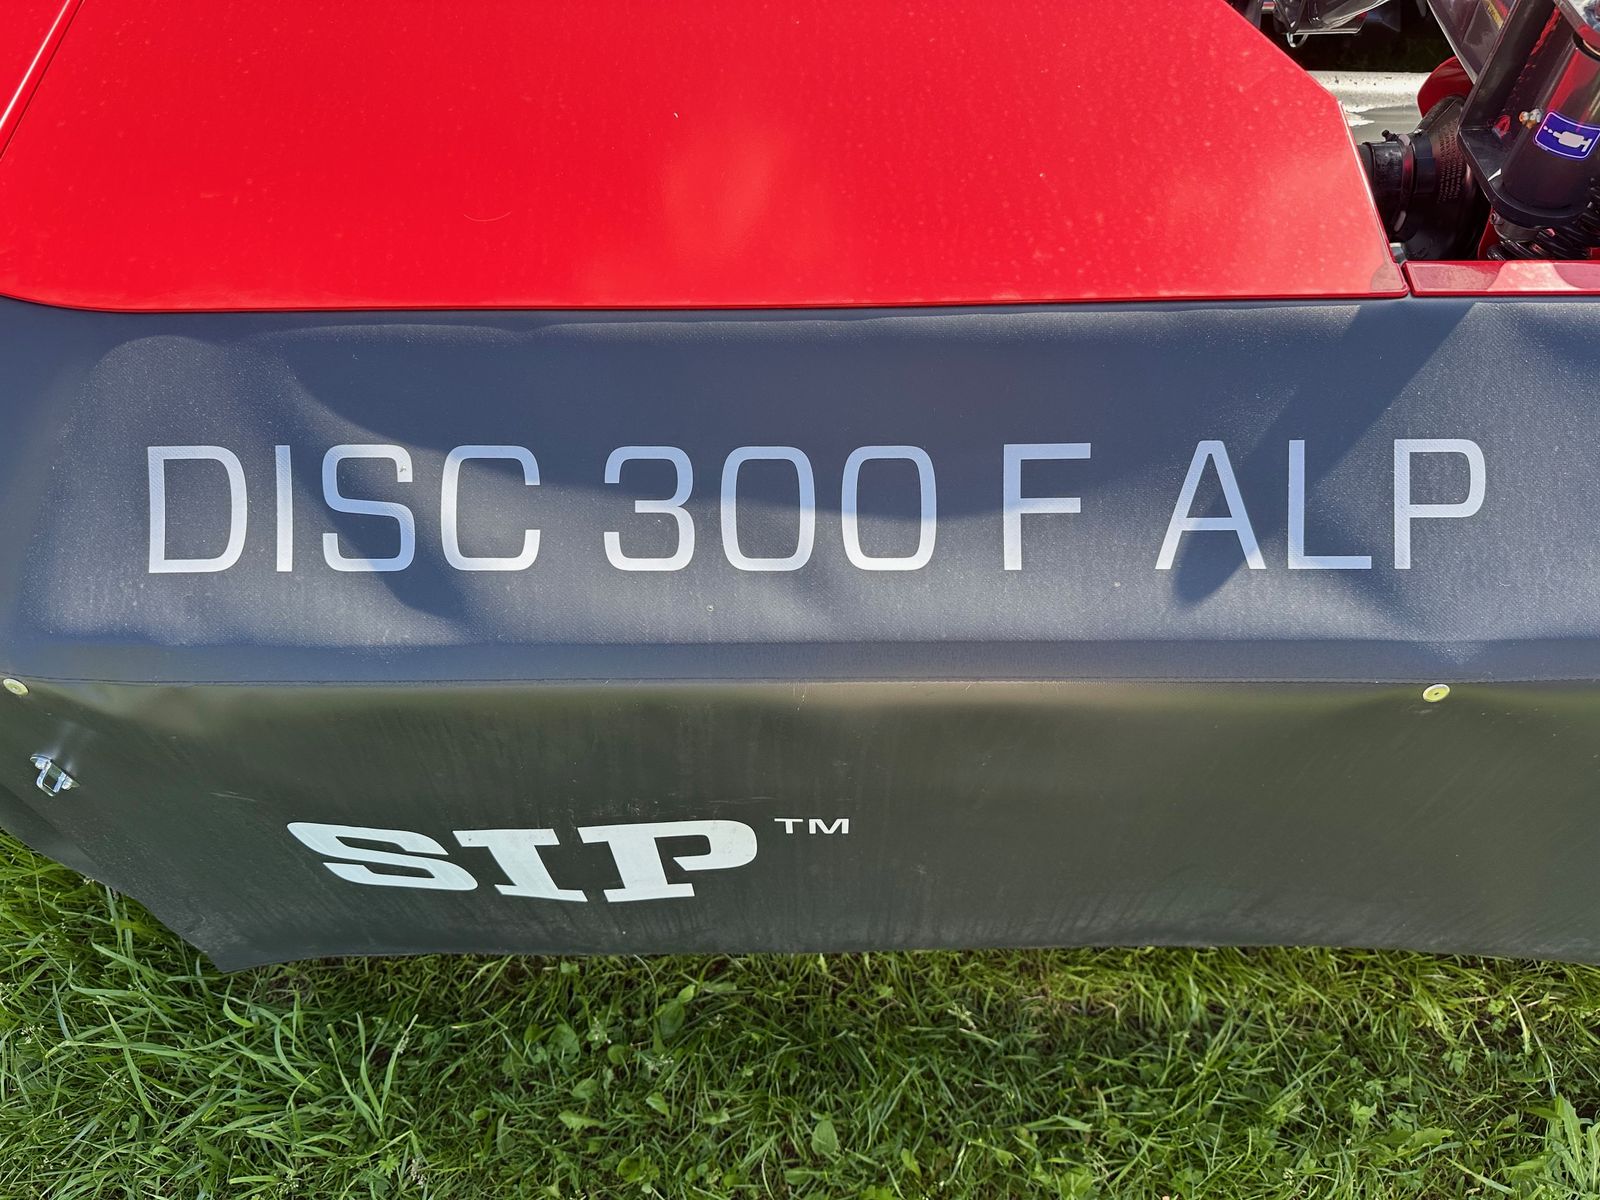 DISC 300 F ALP
SIP™